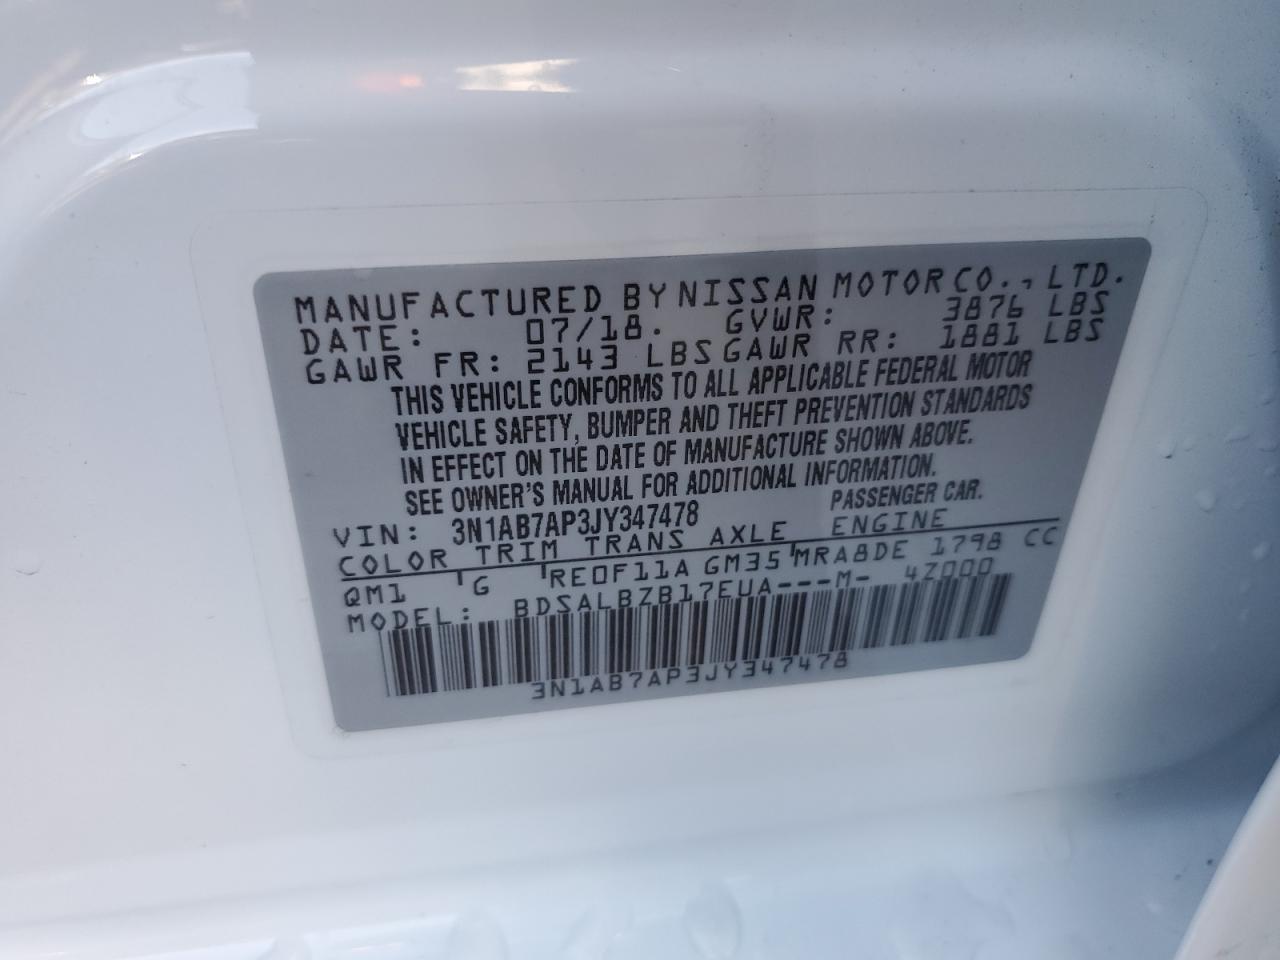 MANUFACTURED BY NISSAN MOTOR CO., LTD.
DATE: 07/18. GVWR: 3876 LBS
GAWR FR: 2143 LBS GAWR RR: 1881 LBS
THIS VEHICLE CONFORMS TO ALL APPLICABLE FEDERAL MOTOR
VEHICLE SAFETY, BUMPER AND THEFT PREVENTION STANDARDS
IN EFFECT ON THE DATE OF MANUFACTURE SHOWN ABOVE.
SEE OWNER'S MANUAL FOR ADDITIONAL INFORMATION.
VIN: 3N1AB7AP3JY347478 PASSENGER CAR.
COLOR TRIM TRANS AXLE ENGINE
QM1 G RE0F11A GM35 MRA8DE 1798 CC
MODEL: BDSALBZB17EUA---M- 4Z000
3N1AB7AP3JY347478